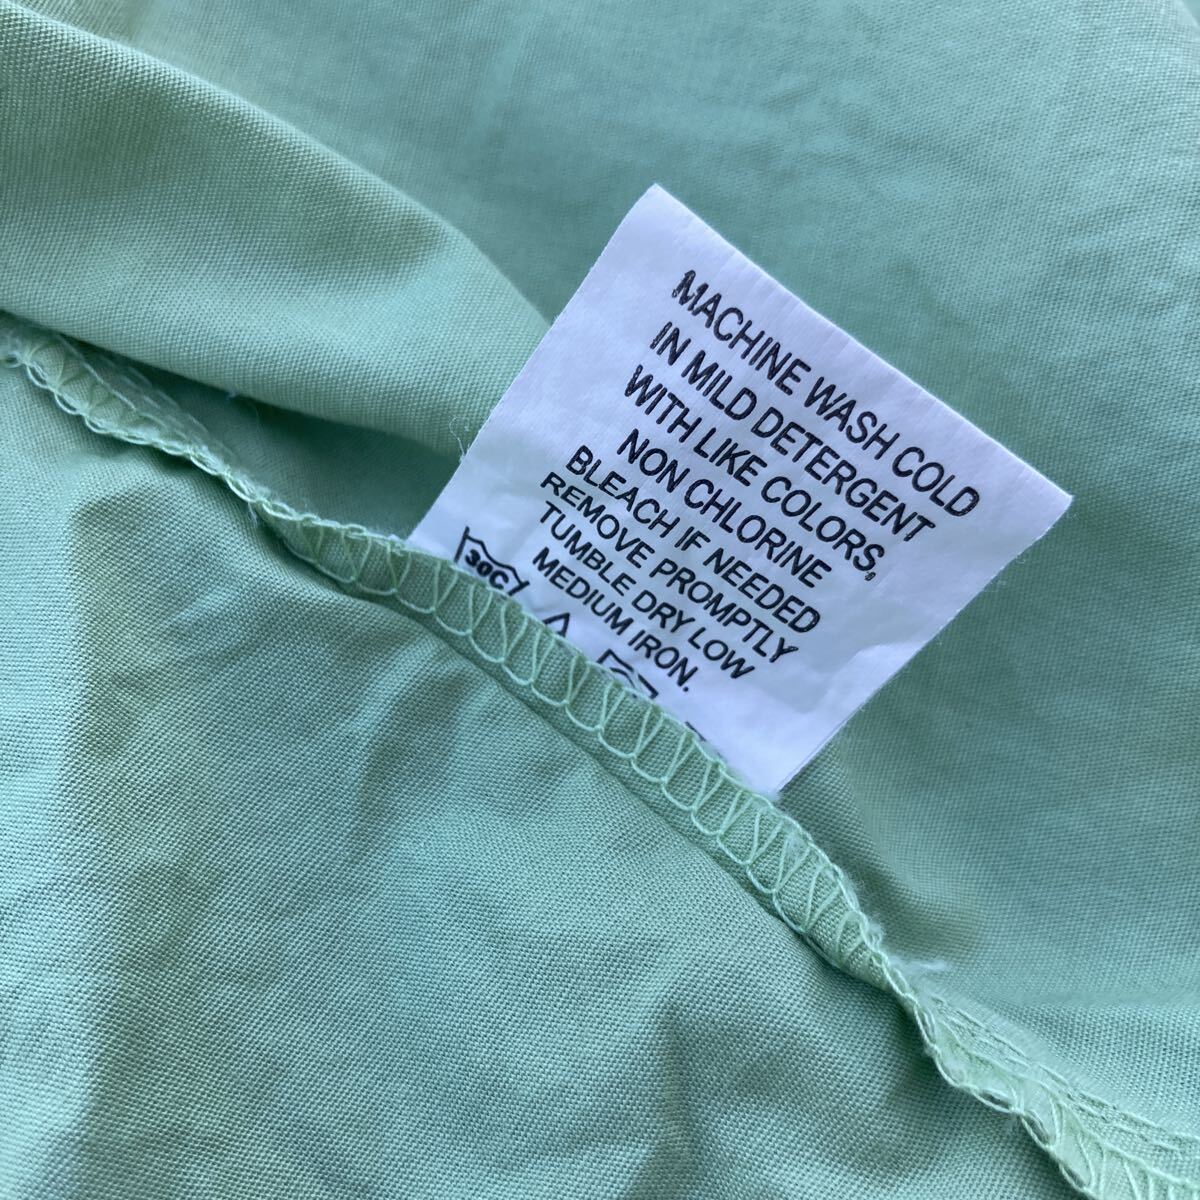 MACHINE WASH COLD
IN MILD DETERGENT
WITH LIKE COLORS,
NON CHLORINE
BLEACH IF NEEDED
REMOVE PROMPTLY
TUMBLE DRY LOW
MEDIUM IRON.
30C